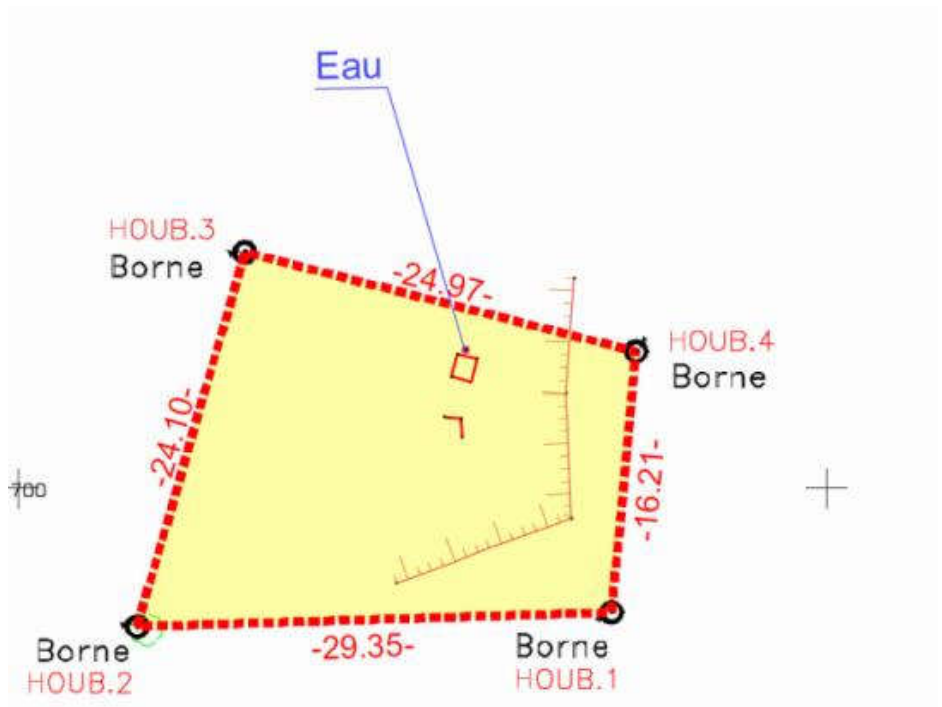 Eau
HOUB.3
Borne
-24.97-
HOUB.4
Borne
-24.10-
-16.21-
700
Borne
HOUB.2
-29.35-
Borne
HOUB.1